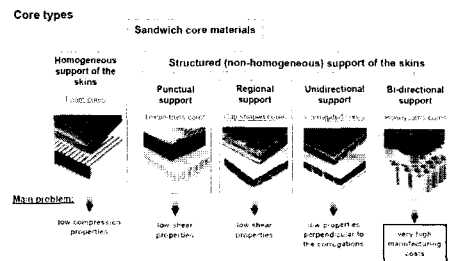 Core types
Sandwich core materials
Homogeneous
support of the
skins
Structured (non-homogeneous) support of the skins
Punctual
support
Regional
support
Unidirectional
support
Bi-directional
support
Main problem:
low compression
properties
low shear
properties
low shear
properties
low properties
perpendicular to
the corrugations
very high
manufacturing
costs